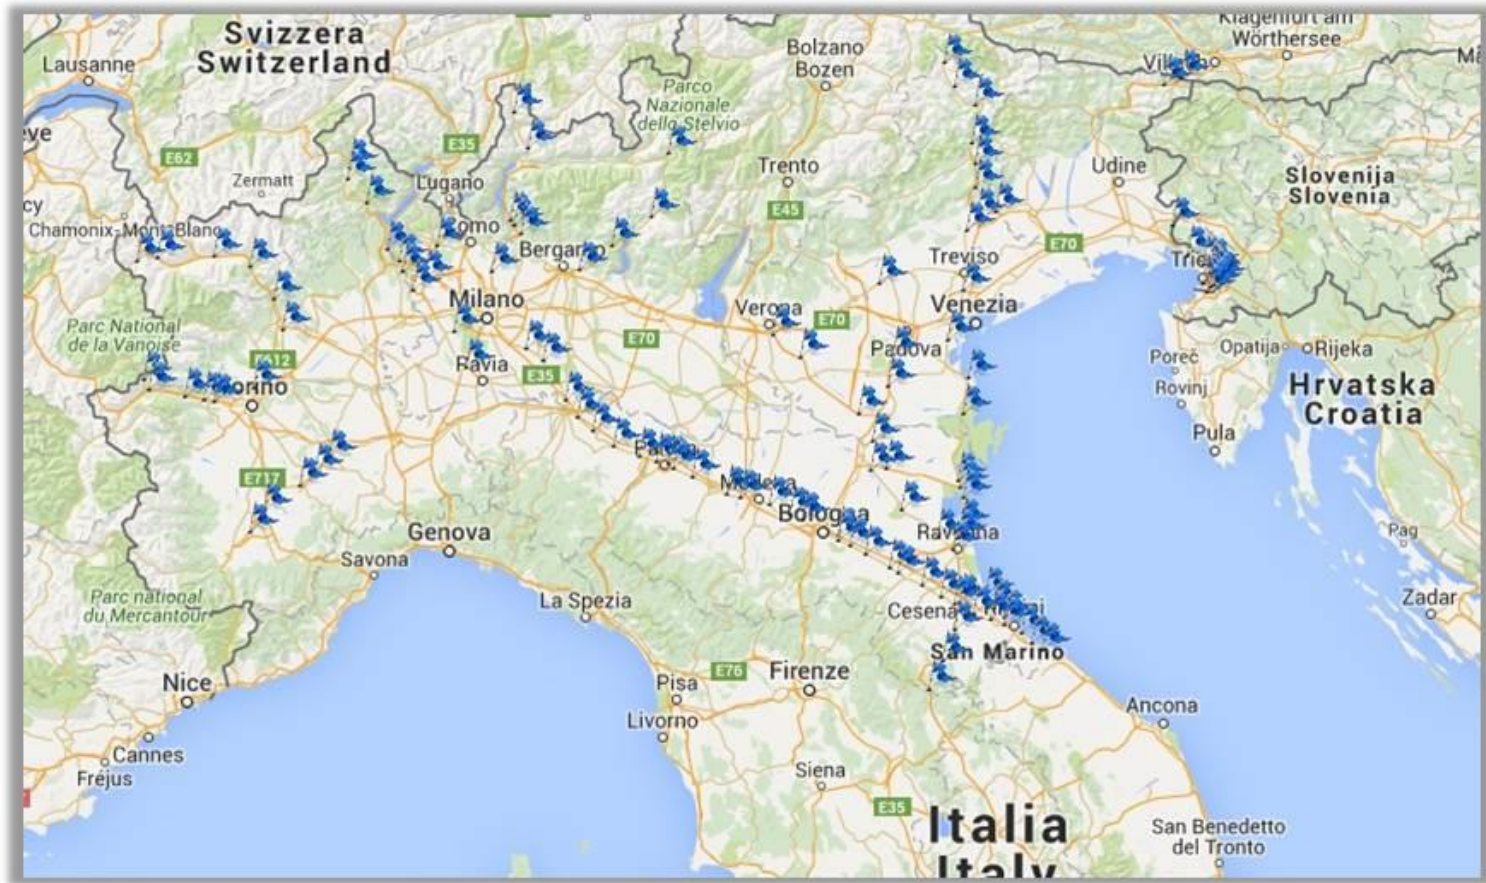 Svizzera
Switzerland
Lausanne
Bolzano
Bozen
Klagenfurt am
Wörthersee
Parco
Nazionale
dello Stelvio
E35
E62
Zermatt
Lugano
Trento
Udine
Slovenija
Slovenia
Chamonix-Mont-Blanc
E45
Bergamo
E70
Treviso
Milano
Verona
E70
Venezia
Parc National
de la Vanoise
E70
Padova
Opatija
Rijeka
Poreč
Rovinj
Pavia
E35
Hrvatska
Croatia
Pula
E717
Modena
Bologna
Genova
Ravenna
Pag
Savona
Parc national
du Mercantour
La Spezia
Cesena
Zadar
San Marino
Nice
E76
Pisa
Firenze
Livorno
Ancona
Cannes
Fréjus
Siena
E35
Italia
Italy
San Benedetto
del Tronto